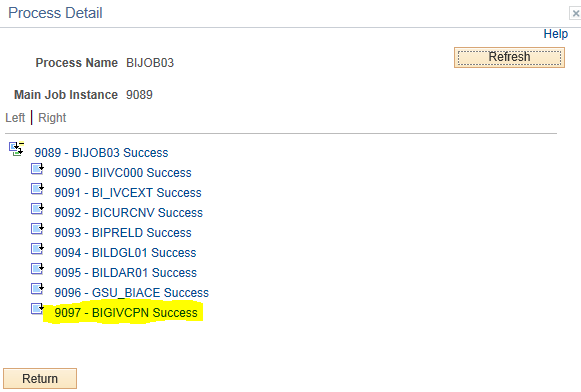 Process Detail
Help
Process Name BIJOB03
Refresh
Main Job Instance 9089
Left | Right
9089 - BIJOB03 Success
9090 - BIIVC000 Success
9091 - BI_IVCEXT Success
9092 - BICURCNV Success
9093 - BIPRELD Success
9094 - BILDGL01 Success
9095 - BILDAR01 Success
9096 - GSU_BIACE Success
9097 - BIGIVCPN Success
Return